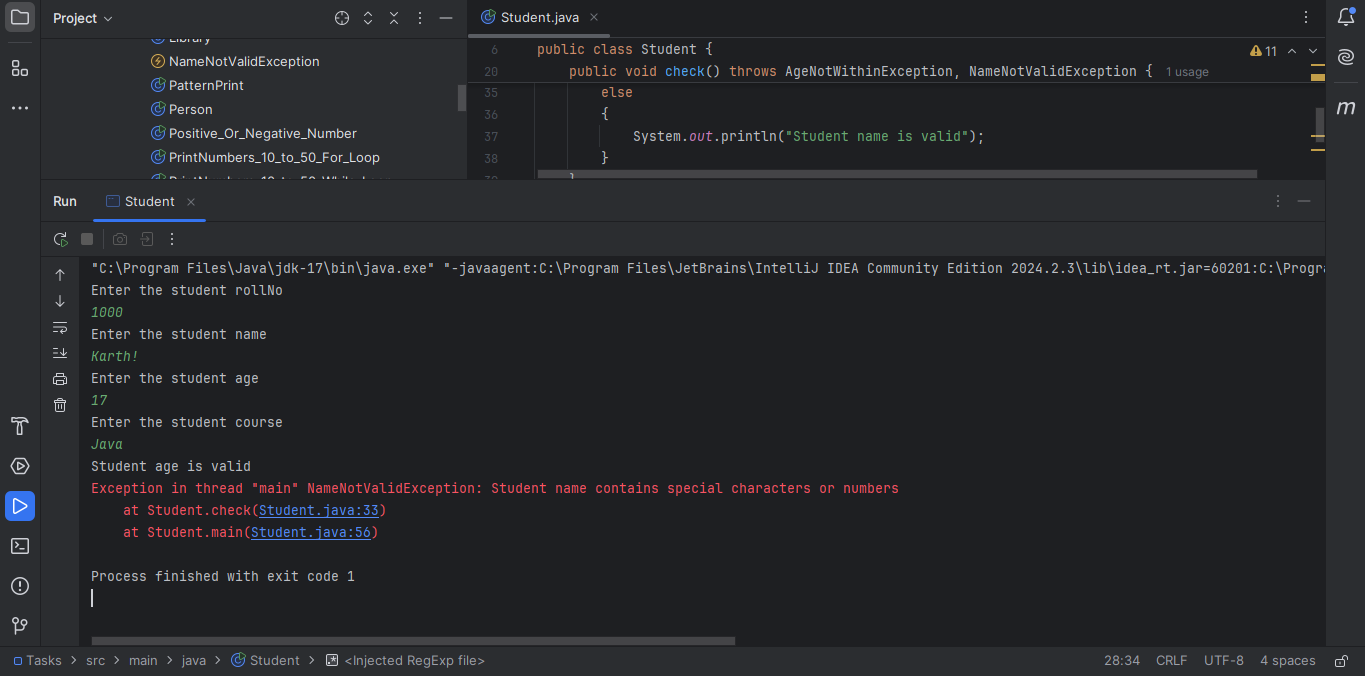 Project
Library
NameNotValidException
PatternPrint
Person
Positive_Or_Negative_Number
PrintNumbers_10_to_50_For_Loop
Student.java
6 public class Student {
11
20 public void check() throws AgeNotWithinException, NameNotValidException { 1 usage
35 else
36 {
37 System.out.println("Student name is valid");
38 }
Run
Student
"C:\Program Files\Java\jdk-17\bin\java.exe" "-javaagent:C:\Program Files\JetBrains\IntelliJ IDEA Community Edition 2024.2.3\lib\idea_rt.jar=60201:C:\Progra
Enter the student rollNo
1000
Enter the student name
Karth!
Enter the student age
17
Enter the student course
Java
Student age is valid
Exception in thread "main" NameNotValidException: Student name contains special characters or numbers
at Student.check(Student.java:33)
at Student.main(Student.java:56)
Process finished with exit code 1
Tasks > src > main > java > Student > <Injected RegExp file>
28:34 CRLF UTF-8 4 spaces